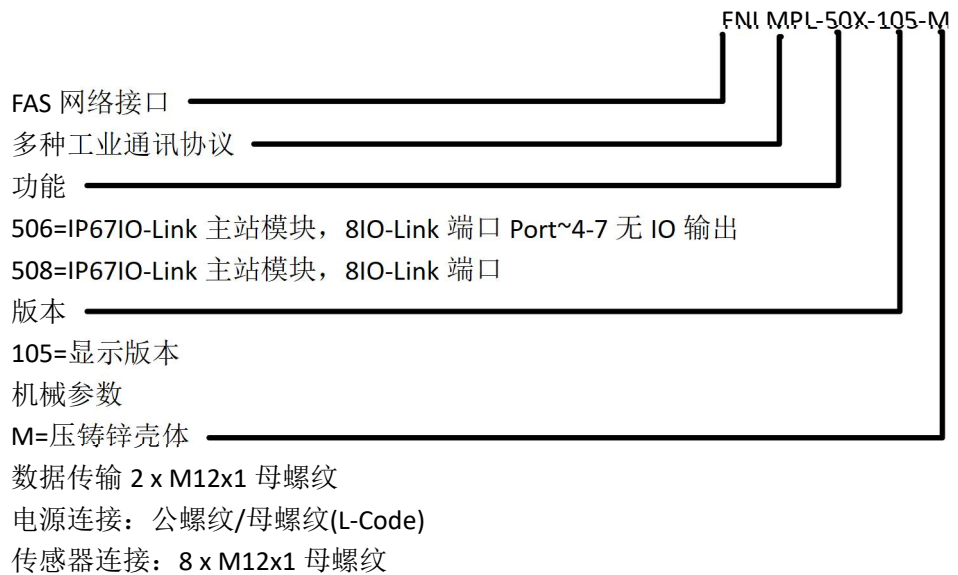 FNI MPL-50X-105-M
FAS 网络接口
多种工业通讯协议
功能
506=IP67IO-Link 主站模块，8IO-Link 端口 Port~4-7 无 IO 输出
508=IP67IO-Link 主站模块，8IO-Link 端口
版本
105=显示版本
机械参数
M=压铸锌壳体
数据传输 2 x M12x1 母螺纹
电源连接：公螺纹/母螺纹(L-Code)
传感器连接：8 x M12x1 母螺纹